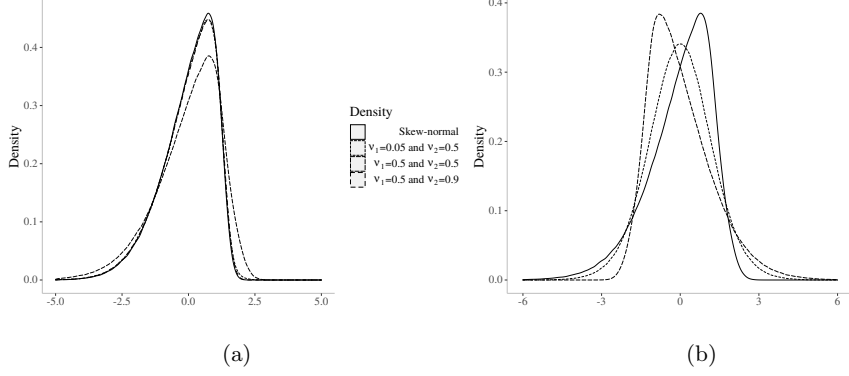 0.4
0.3
0.2
0.1
0.0
Density
-5.0 -2.5 0.0 2.5 5.0
(a)
Density
Skew-normal
ν1=0.05 and ν2=0.5
ν1=0.5 and ν2=0.5
ν1=0.5 and ν2=0.9
0.4
0.3
0.2
0.1
0.0
Density
-6 -3 0 3 6
(b)